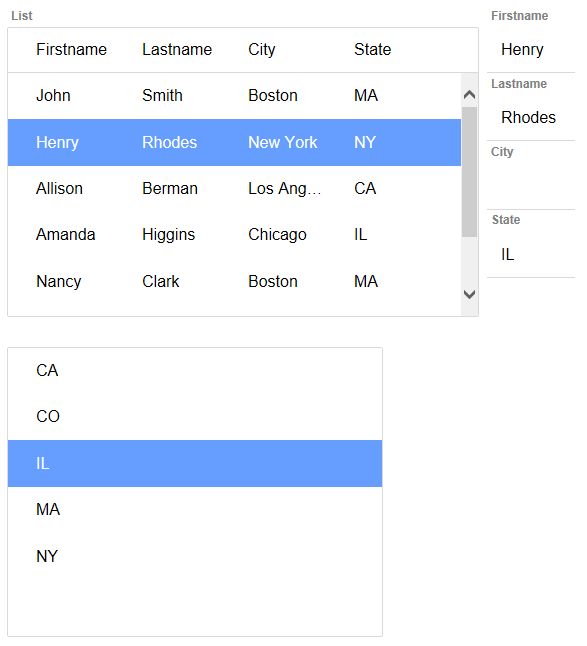 List
Firstname Lastname City State
John Smith Boston MA
Henry Rhodes New York NY
Allison Berman Los Ang... CA
Amanda Higgins Chicago IL
Nancy Clark Boston MA
Firstname
Henry
Lastname
Rhodes
City
State
IL
CA
CO
IL
MA
NY